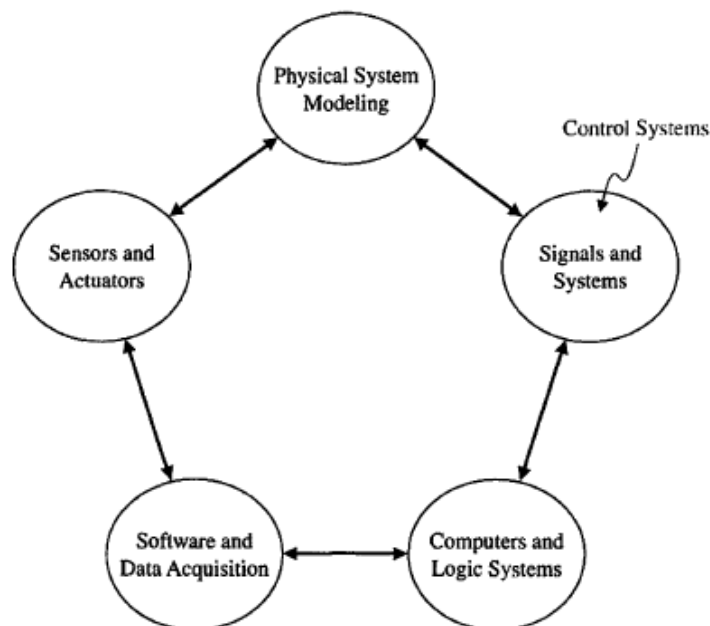 Physical System
Modeling
Control Systems
Sensors and
Actuators
Signals and
Systems
Software and
Data Acquisition
Computers and
Logic Systems